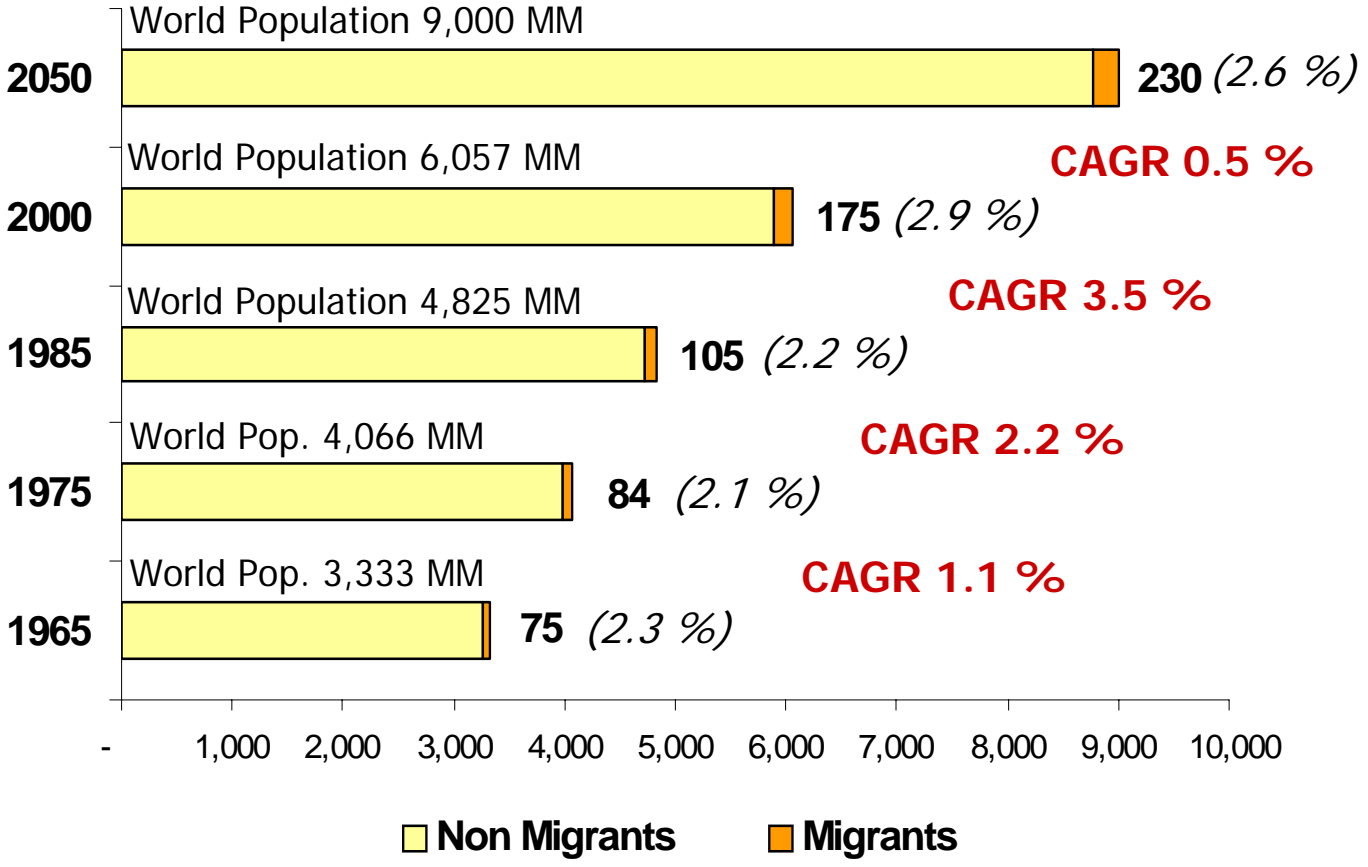 World Population 9,000 MM
2050 230 (2.6 %)
World Population 6,057 MM CAGR 0.5 %
2000 175 (2.9 %)
World Population 4,825 MM CAGR 3.5 %
1985 105 (2.2 %)
World Pop. 4,066 MM CAGR 2.2 %
1975 84 (2.1 %)
World Pop. 3,333 MM CAGR 1.1 %
1965 75 (2.3 %)
- 1,000 2,000 3,000 4,000 5,000 6,000 7,000 8,000 9,000 10,000
Non Migrants Migrants